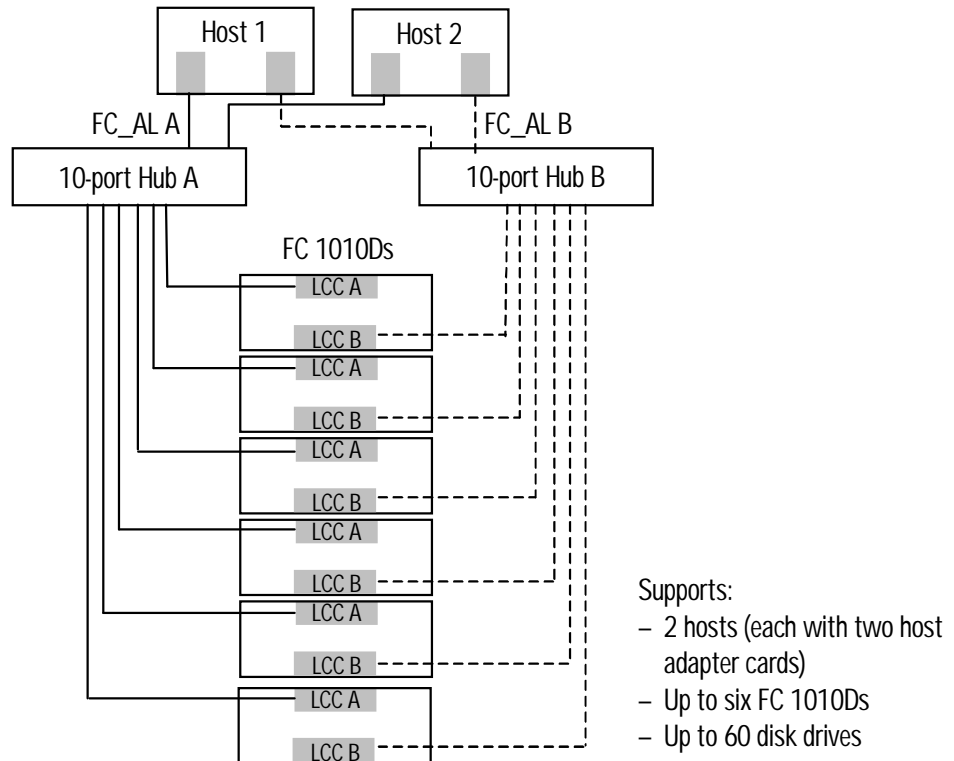 Host 1
Host 2
FC_AL A
FC_AL B
10-port Hub A
10-port Hub B
FC 1010Ds
LCC A
LCC B
LCC A
LCC B
LCC A
LCC B
LCC A
LCC B
LCC A
LCC B
LCC A
LCC B
Supports:
– 2 hosts (each with two host
adapter cards)
– Up to six FC 1010Ds
– Up to 60 disk drives